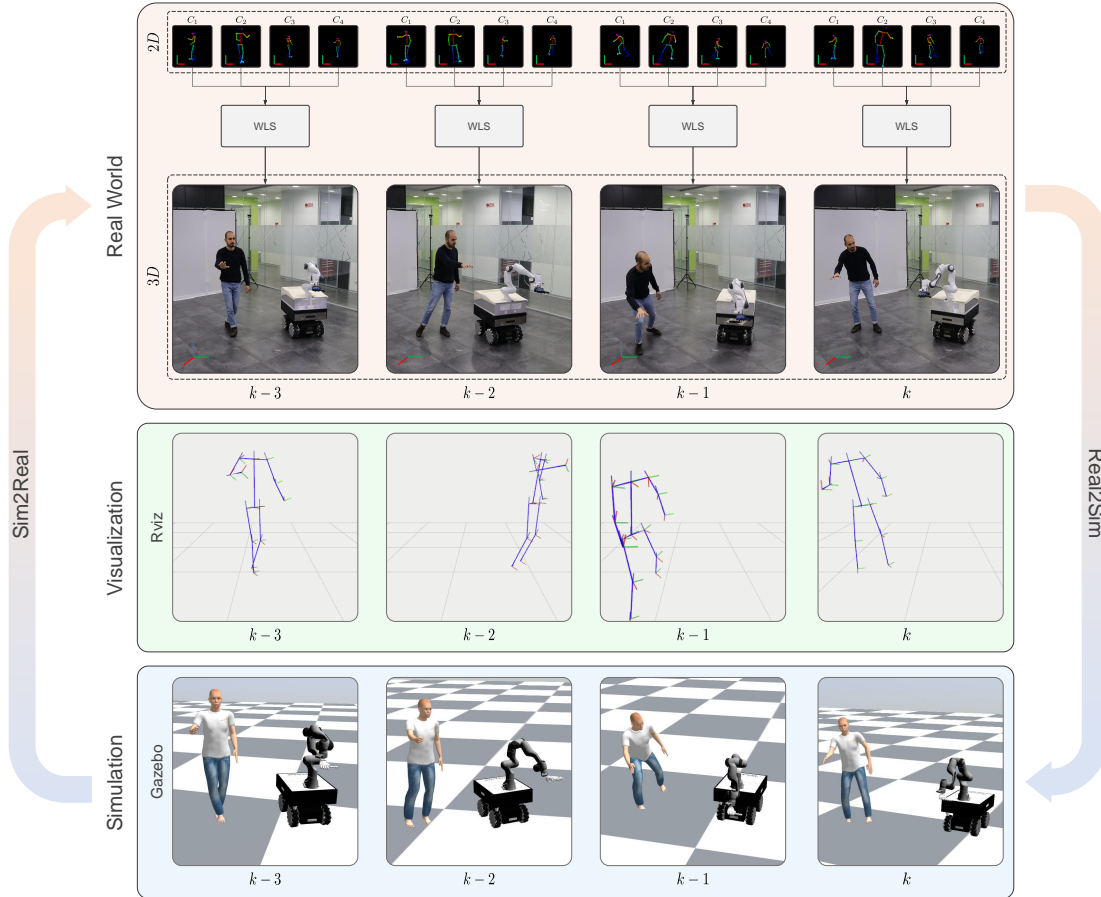 C₁ C₂ C₃ C₄ C₁ C₂ C₃ C₄ C₁ C₂ C₃ C₄ C₁ C₂ C₃ C₄
2D
WLS WLS WLS WLS
Real World
3D
k − 3 k − 2 k − 1 k
Sim2Real
Real2Sim
Visualization
Rviz
k − 3 k − 2 k − 1 k
Simulation
Gazebo
k − 3 k − 2 k − 1 k